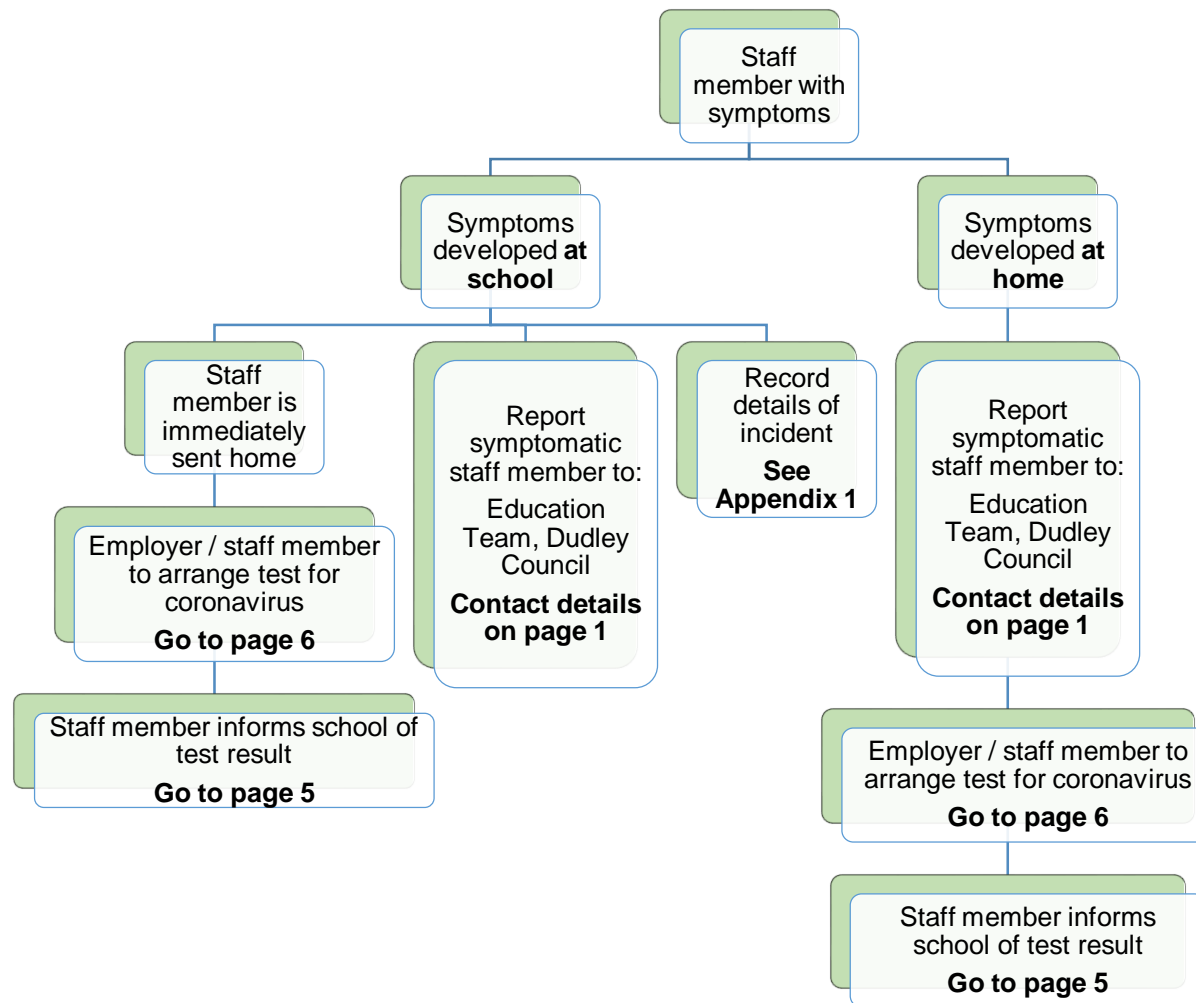 Staff
member with
symptoms
Symptoms
developed at
school
Symptoms
developed at
home
Staff
member is
immediately
sent home
Report
symptomatic
staff member to:
Education
Team, Dudley
Council
Contact details
on page 1
Record
details of
incident
See
Appendix 1
Report
symptomatic
staff member to:
Education
Team, Dudley
Council
Contact details
on page 1
Employer / staff member
to arrange test for
coronavirus
Go to page 6
Staff member informs school of
test result
Go to page 5
Employer / staff member to
arrange test for coronavirus
Go to page 6
Staff member informs
school of test result
Go to page 5